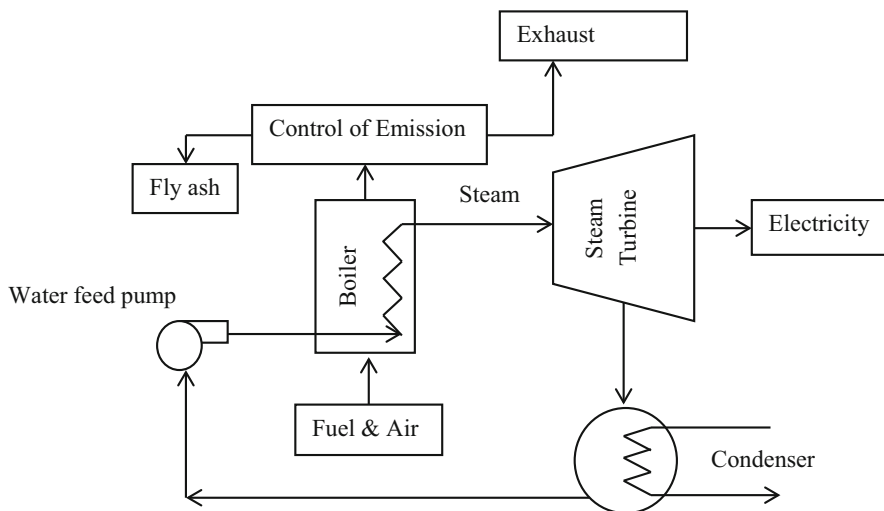 Exhaust
Control of Emission
Fly ash
Steam
Steam
Turbine
Electricity
Boiler
Water feed pump
Fuel & Air
Condenser